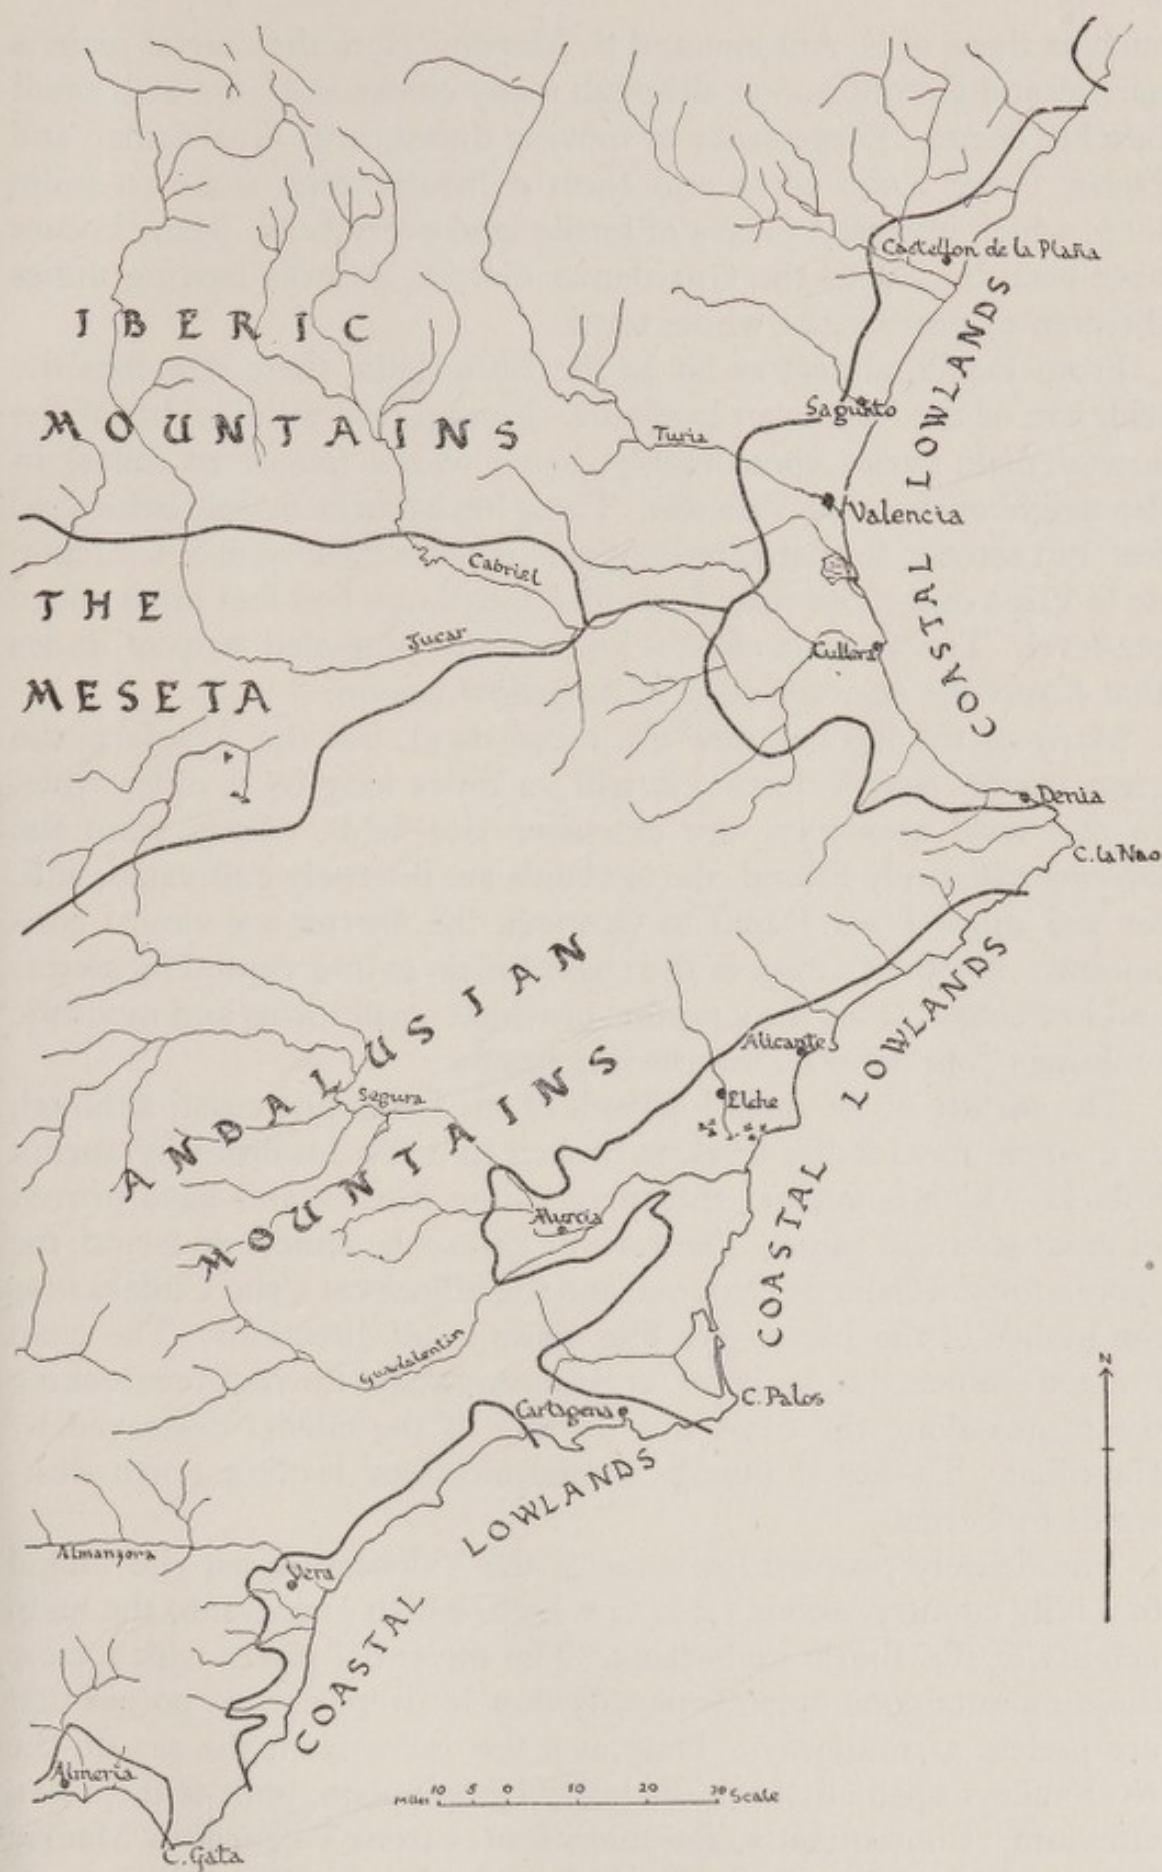 Castellon de la Plaña
IBERIC
MOUNTAINS
COASTAL LOWLANDS
Sagunto
Turia
Valencia
Cabriel
THE
Jucar
Cullera
MESETA
Denia
C. la Nao
ANDALUSIAN
MOUNTAINS
COASTAL LOWLANDS
Alicante
Elche
Segura
Murcia
Guadalentin
C. Palos
Cartagena
COASTAL LOWLANDS
Almanzora
Vera
Almeria
C. Gata
N
Miles 10 5 0 10 20 30 Scale